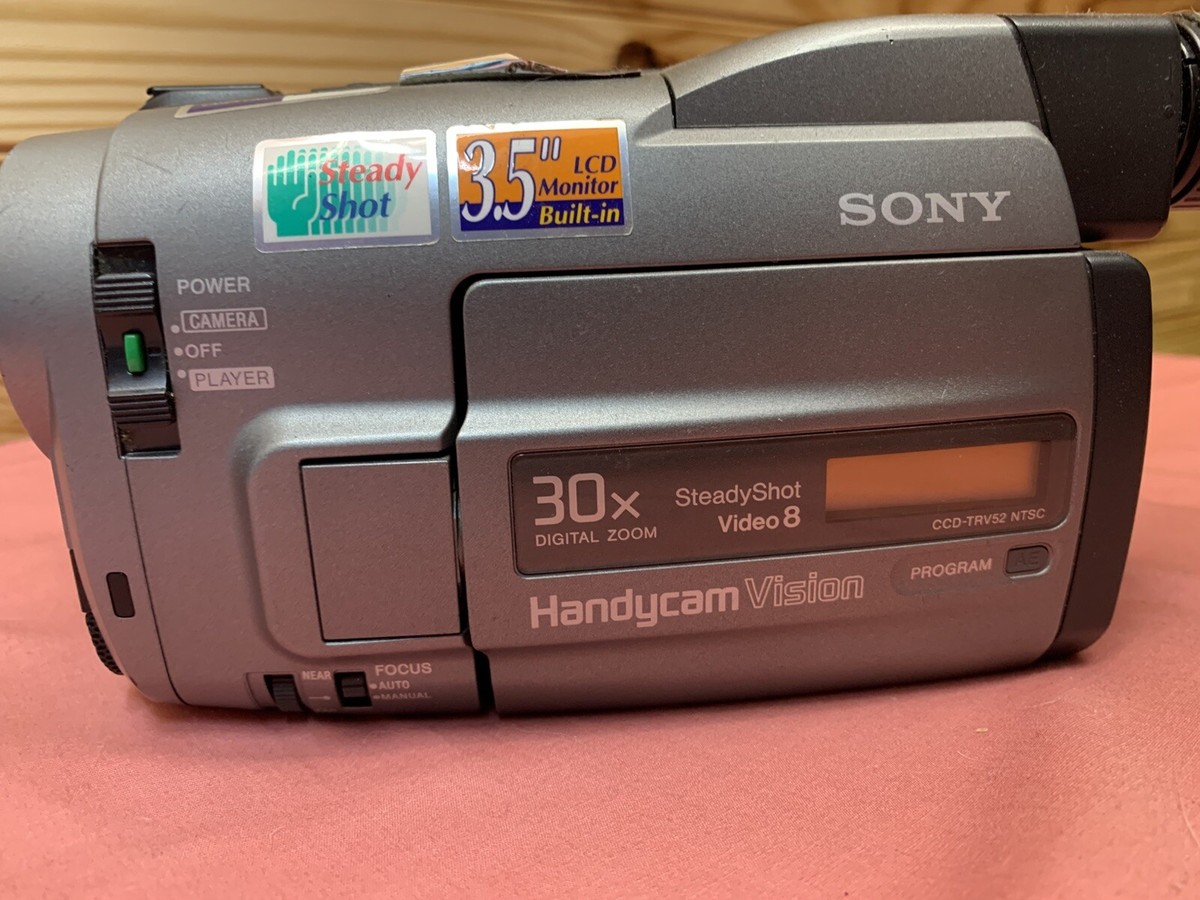 Steady
Shot
3.5"
LCD
Monitor
Built-in
SONY
POWER
CAMERA
OFF
PLAYER
30x
DIGITAL ZOOM
SteadyShot
Video 8
CCD-TRV52 NTSC
Handycam Vision
PROGRAM AE
NEAR
FOCUS
AUTO
MANUAL